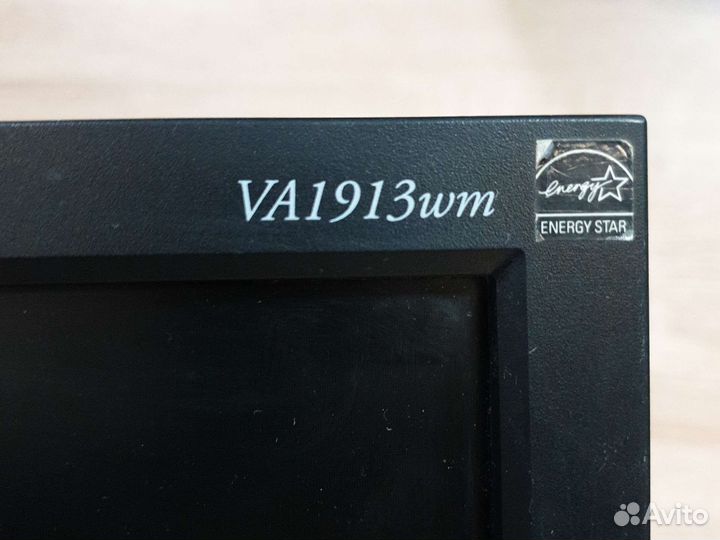 VA1913wm
energy
ENERGY STAR
Avito